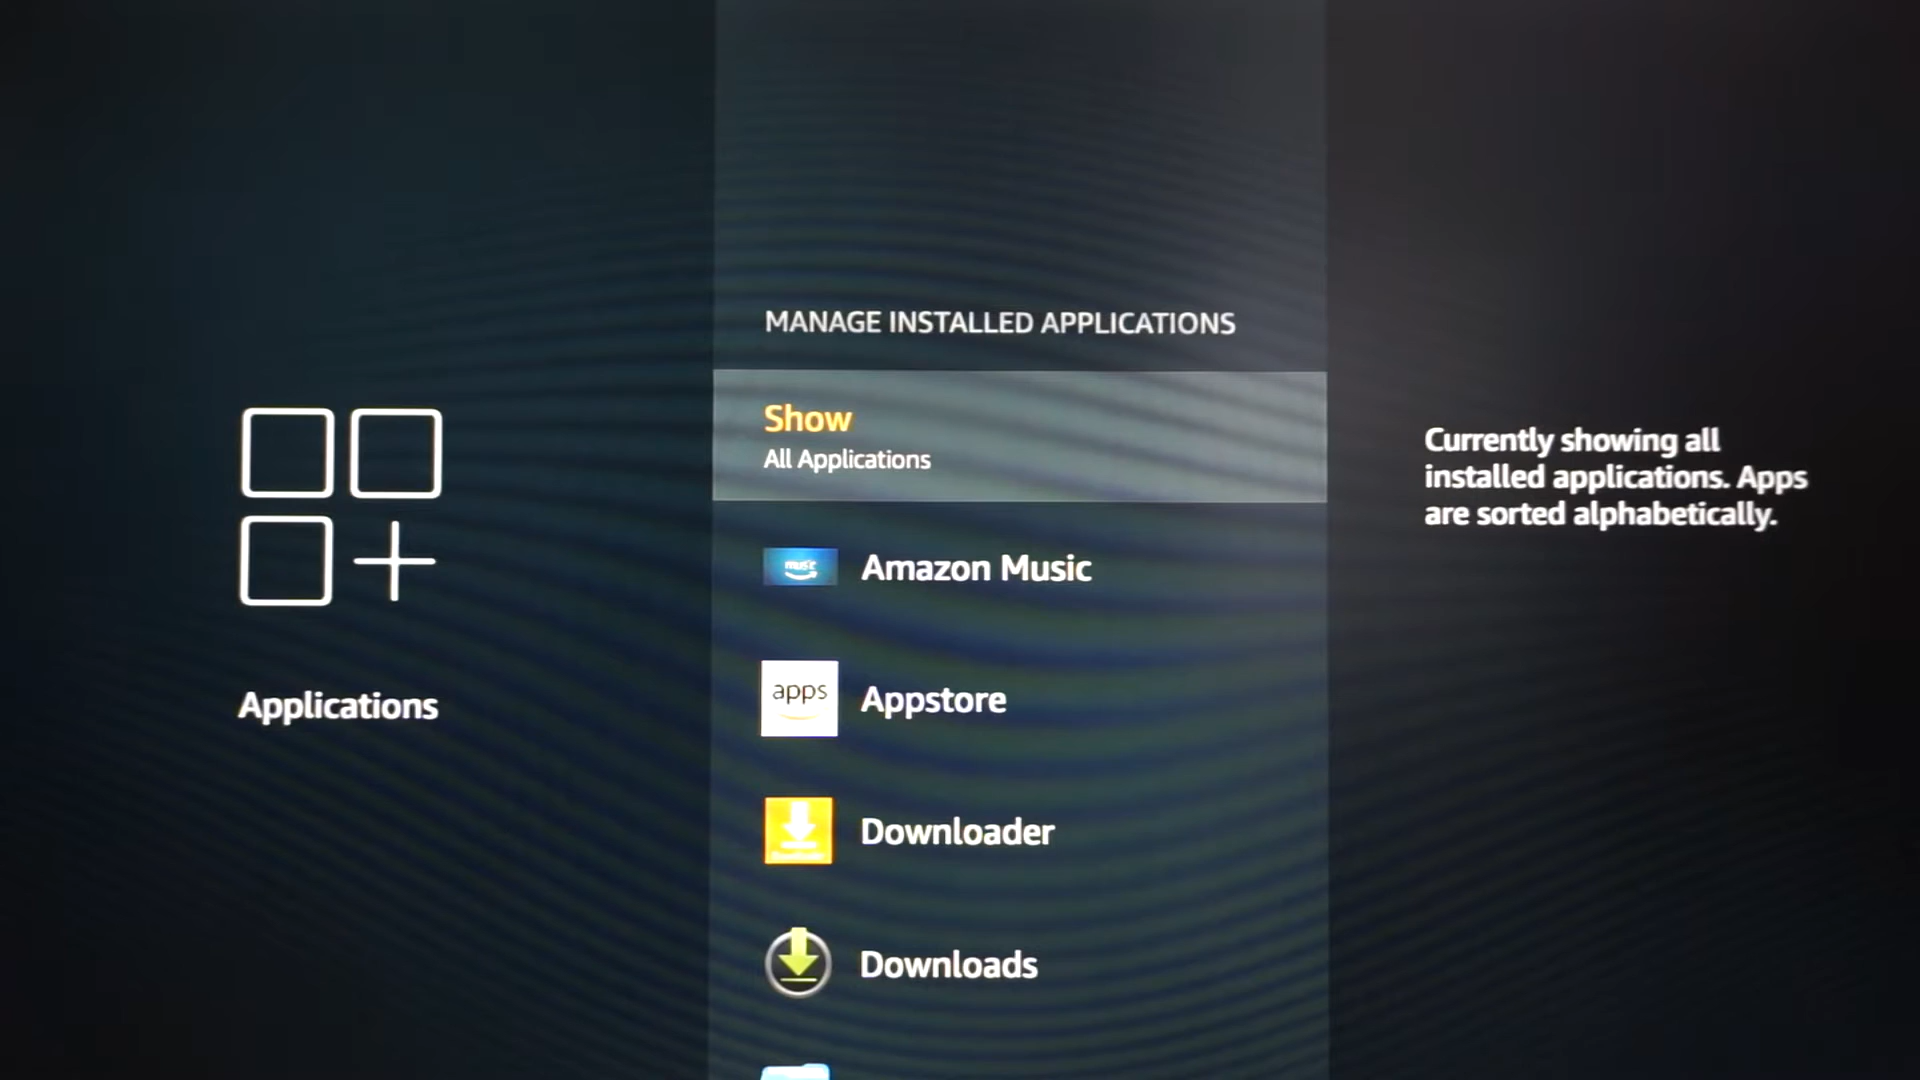 MANAGE INSTALLED APPLICATIONS
Show
All Applications
Currently showing all
installed applications. Apps
are sorted alphabetically.
music
Amazon Music
apps
Appstore
Applications
Downloader
Downloads